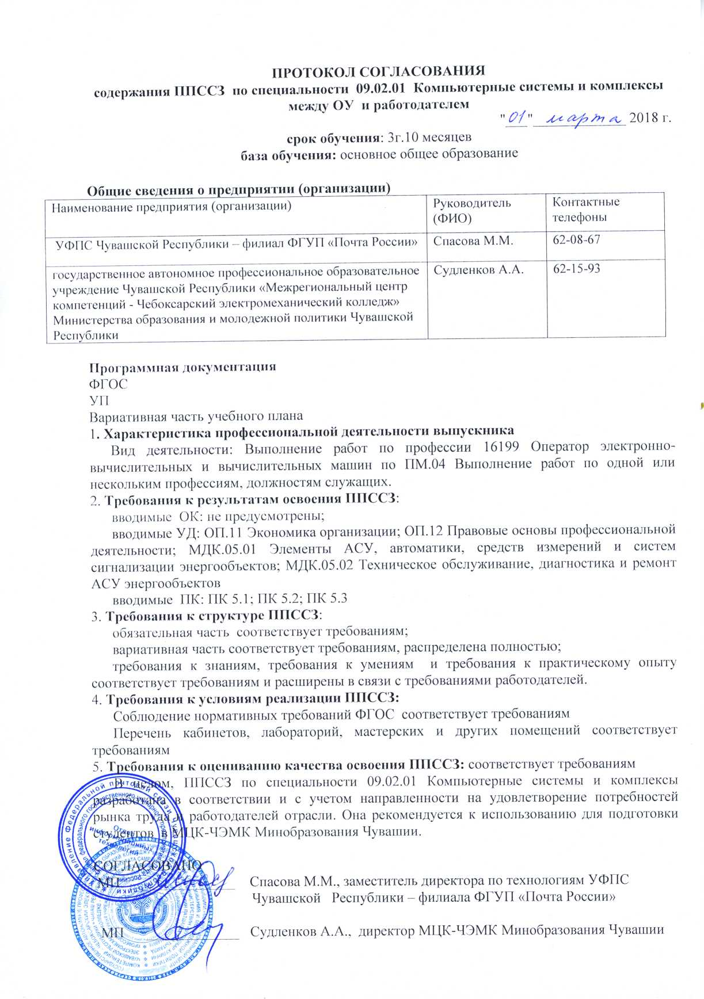 ПРОТОКОЛ СОГЛАСОВАНИЯ
содержания ППССЗ по специальности 09.02.01 Компьютерные системы и комплексы
между ОУ и работодателем
"01" марта 2018 г.
срок обучения: 3г.10 месяцев
база обучения: основное общее образование
Общие сведения о предприятии (организации)
Наименование предприятия (организации)
Руководитель
(ФИО)
Контактные
телефоны
УФПС Чувашской Республики – филиал ФГУП «Почта России»
Спасова М.М.
62-08-67
государственное автономное профессиональное образовательное
учреждение Чувашской Республики «Межрегиональный центр
компетенций - Чебоксарский электромеханический колледж»
Министерства образования и молодежной политики Чувашской
Республики
Судленков А.А.
62-15-93
Программная документация
ФГОС
УП
Вариативная часть учебного плана
1. Характеристика профессиональной деятельности выпускника
Вид деятельности: Выполнение работ по профессии 16199 Оператор электронно-
вычислительных и вычислительных машин по ПМ.04 Выполнение работ по одной или
нескольким профессиям, должностям служащих.
2. Требования к результатам освоения ППССЗ:
вводимые ОК: не предусмотрены;
вводимые УД: ОП.11 Экономика организации; ОП.12 Правовые основы профессиональной
деятельности; МДК.05.01 Элементы АСУ, автоматики, средств измерений и систем
сигнализации энергообъектов; МДК.05.02 Техническое обслуживание, диагностика и ремонт
АСУ энергообъектов
вводимые ПК: ПК 5.1; ПК 5.2; ПК 5.3
3. Требования к структуре ППССЗ:
обязательная часть соответствует требованиям;
вариативная часть соответствует требованиям, распределена полностью;
требования к знаниям, требования к умениям и требования к практическому опыту
соответствует требованиям и расширены в связи с требованиями работодателей.
4. Требования к условиям реализации ППССЗ:
Соблюдение нормативных требований ФГОС соответствует требованиям
Перечень кабинетов, лабораторий, мастерских и других помещений соответствует
требованиям
5. Требования к оцениванию качества освоения ППССЗ: соответствует требованиям
В целом, ППССЗ по специальности 09.02.01 Компьютерные системы и комплексы
разработана в соответствии и с учетом направленности на удовлетворение потребностей
рынка труда и работодателей отрасли. Она рекомендуется к использованию для подготовки
студентов в МЦК-ЧЭМК Минобразования Чувашии.
Отдел
информационных
технологий
СОГЛАСОВАНО
МП
Спасова М.М., заместитель директора по технологиям УФПС
Чувашской Республики – филиала ФГУП «Почта России»
МП
Судленков А.А., директор МЦК-ЧЭМК Минобразования Чувашии